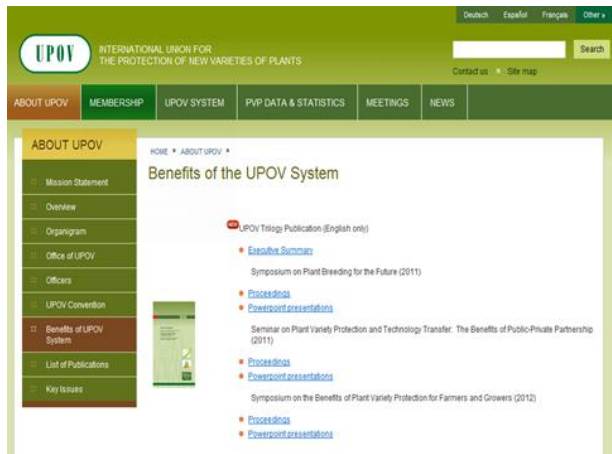 Deutsch Español Français Other
UPOV
INTERNATIONAL UNION FOR
THE PROTECTION OF NEW VARIETIES OF PLANTS
Search
Contact us Site map
ABOUT UPOV MEMBERSHIP UPOV SYSTEM PVP DATA & STATISTICS MEETINGS NEWS
ABOUT UPOV
Mission Statement
Overview
Organigram
Office of UPOV
Officers
UPOV Convention
Benefits of UPOV
System
List of Publications
Key Issues
HOME ABOUT UPOV
Benefits of the UPOV System
NEW UPOV Trilogy Publication (English only)
Executive Summary
Symposium on Plant Breeding for the Future (2011)
Proceedings
Powerpoint presentations
Seminar on Plant Variety Protection and Technology Transfer: The Benefits of Public-Private Partnership
(2011)
Proceedings
Powerpoint presentations
Symposium on the Benefits of Plant Variety Protection for Farmers and Growers (2012)
Proceedings
Powerpoint presentations